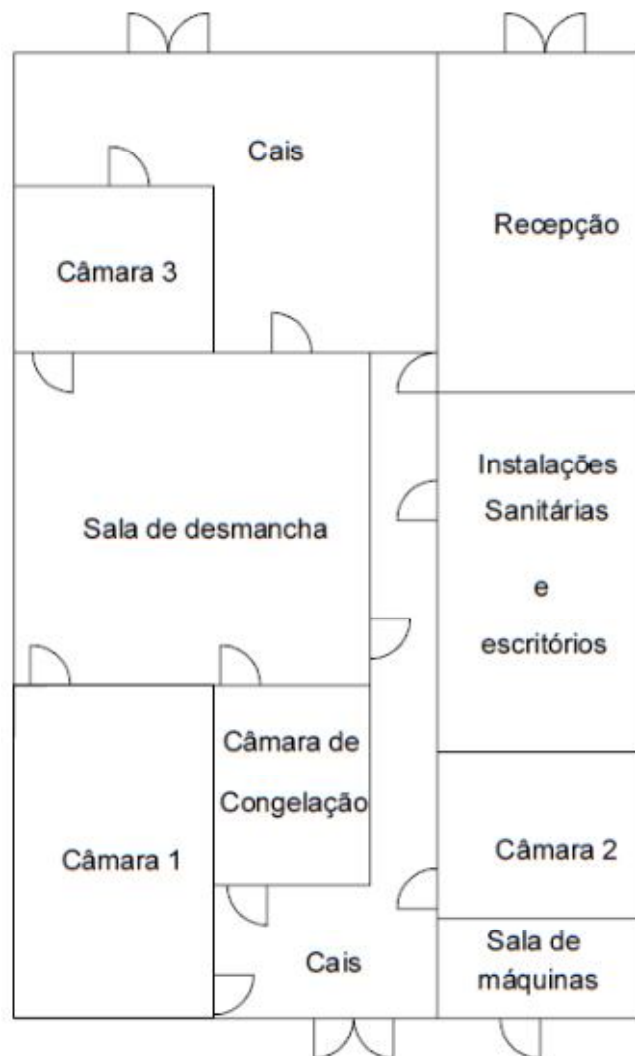 Cais
Recepção
Câmara 3
Instalações
Sanitárias
e
escritórios
Sala de desmancha
Câmara de
Congelação
Câmara 1
Câmara 2
Cais
Sala de
máquinas